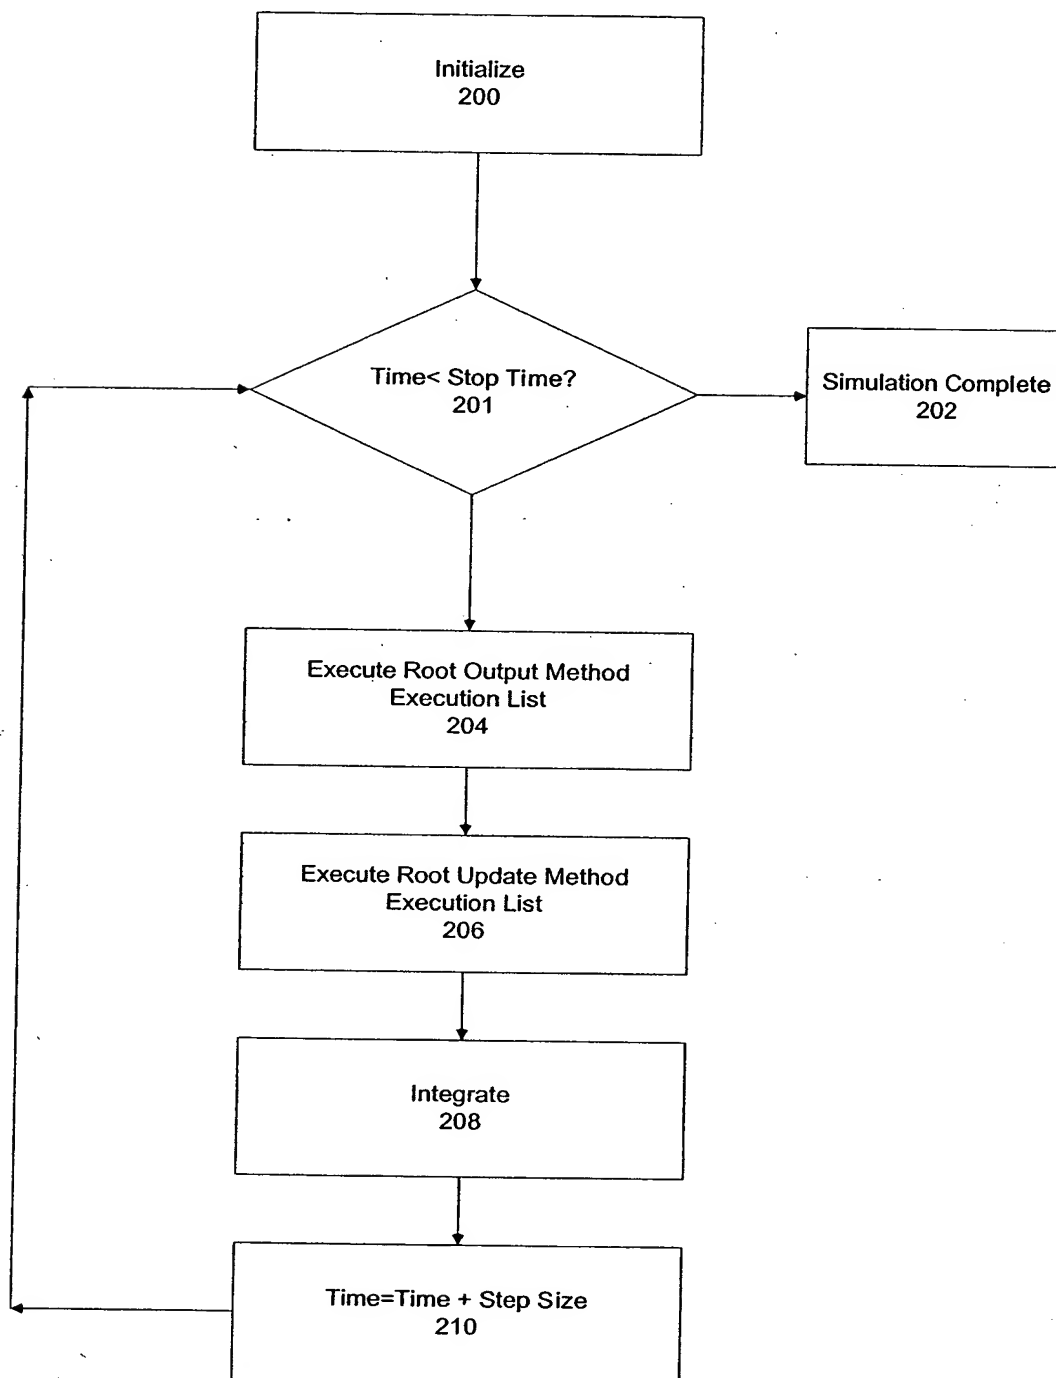 Initialize
200
Time< Stop Time?
201
Simulation Complete
202
Execute Root Output Method
Execution List
204
Execute Root Update Method
Execution List
206
Integrate
208
Time=Time + Step Size
210